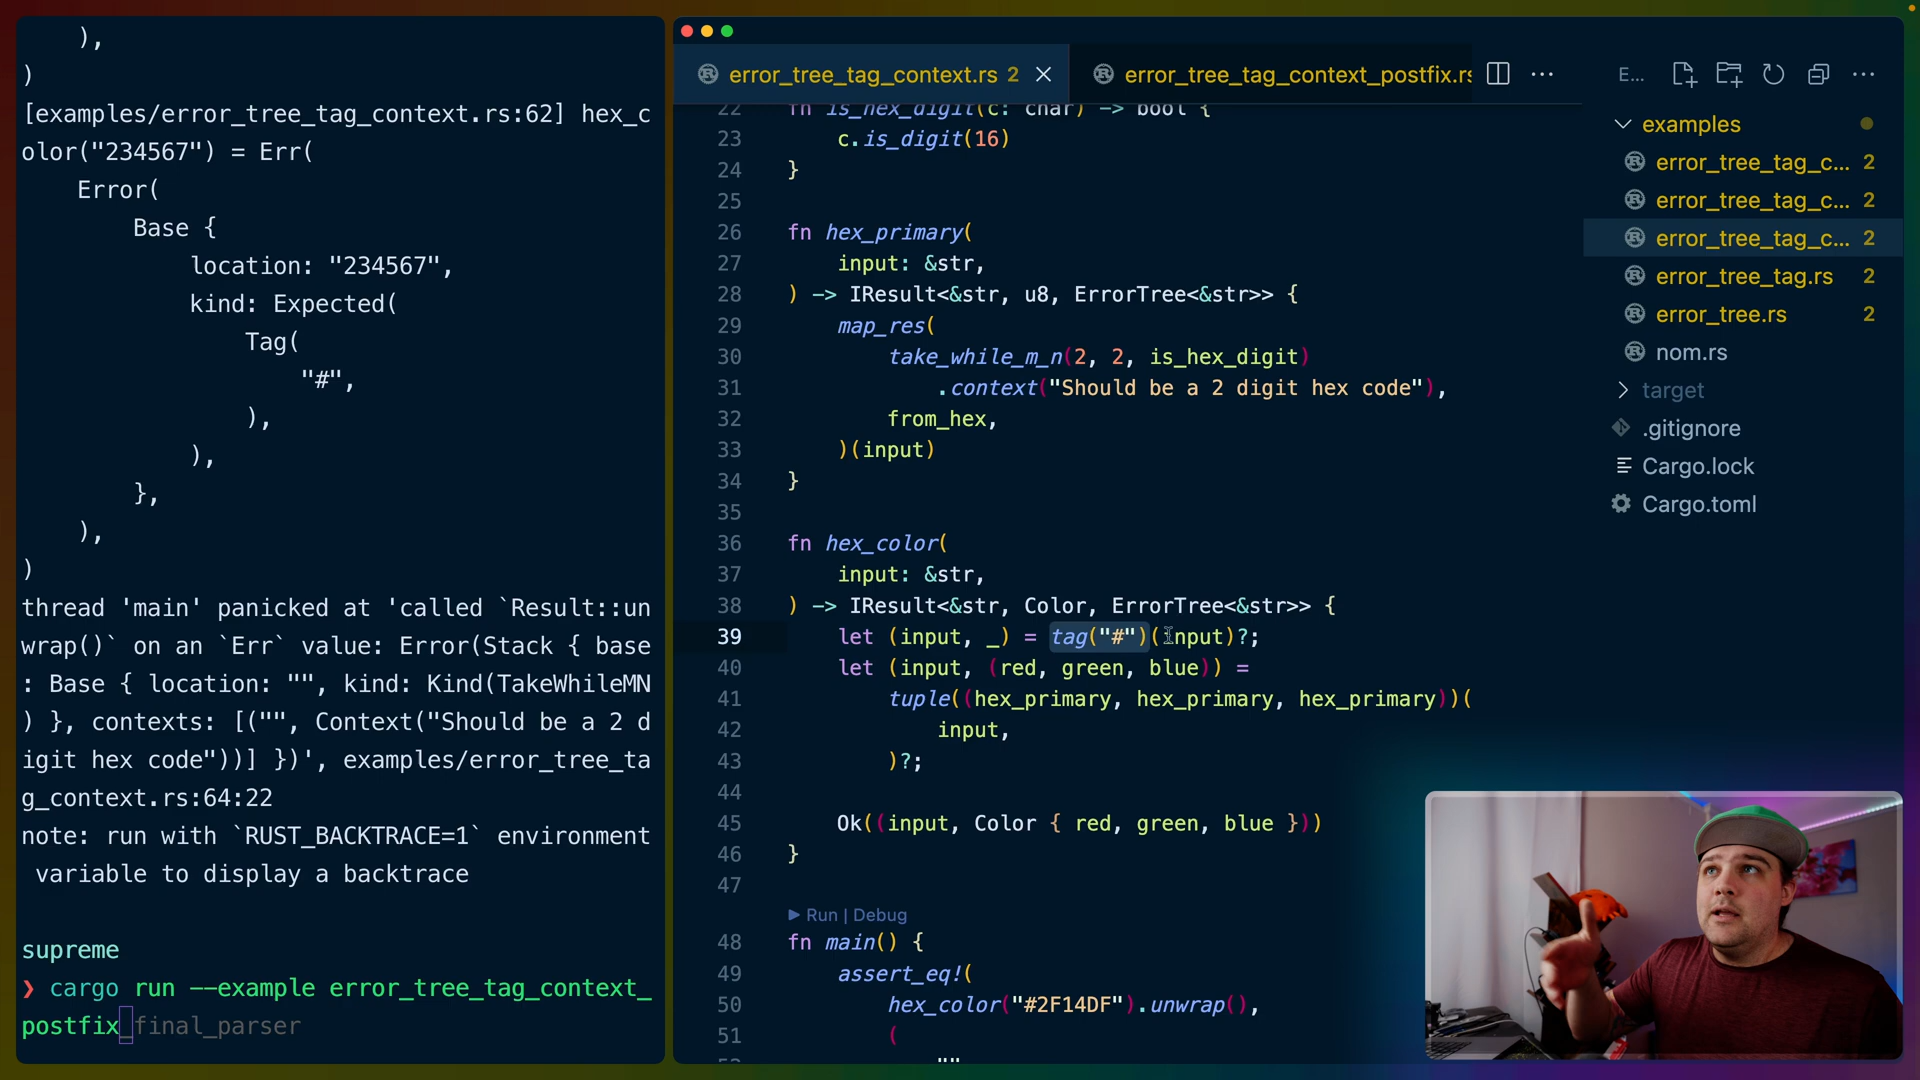 ),
)
[examples/error_tree_tag_context.rs:62] hex_c
olor("234567") = Err(
Error(
Base {
location: "234567",
kind: Expected(
Tag(
"#",
),
),
},
),
)
thread 'main' panicked at 'called `Result::un
wrap()` on an `Err` value: Error(Stack { base
: Base { location: "", kind: Kind(TakeWhileMN
) }, contexts: [("", Context("Should be a 2 d
igit hex code"))] })', examples/error_tree_ta
g_context.rs:64:22
note: run with `RUST_BACKTRACE=1` environment
variable to display a backtrace
supreme
❯ cargo run --example error_tree_tag_context_
postfix_final_parser
error_tree_tag_context.rs 2
error_tree_tag_context_postfix.rs
22 fn is_hex_digit(c: char) -> bool {
23 c.is_digit(16)
24 }
25
26 fn hex_primary(
27 input: &str,
28 ) -> IResult<&str, u8, ErrorTree<&str>> {
29 map_res(
30 take_while_m_n(2, 2, is_hex_digit)
31 .context("Should be a 2 digit hex code"),
32 from_hex,
33 )(input)
34 }
35
36 fn hex_color(
37 input: &str,
38 ) -> IResult<&str, Color, ErrorTree<&str>> {
39 let (input, _) = tag("#")(input)?;
40 let (input, (red, green, blue)) =
41 tuple((hex_primary, hex_primary, hex_primary))(
42 input,
43 )?;
44
45 Ok((input, Color { red, green, blue }))
46 }
47
▶ Run | Debug
48 fn main() {
49 assert_eq!(
50 hex_color("#2F14DF").unwrap(),
51 (
52 "",
E...
examples
error_tree_tag_c... 2
error_tree_tag_c... 2
error_tree_tag_c... 2
error_tree_tag.rs 2
error_tree.rs 2
nom.rs
target
.gitignore
Cargo.lock
Cargo.toml